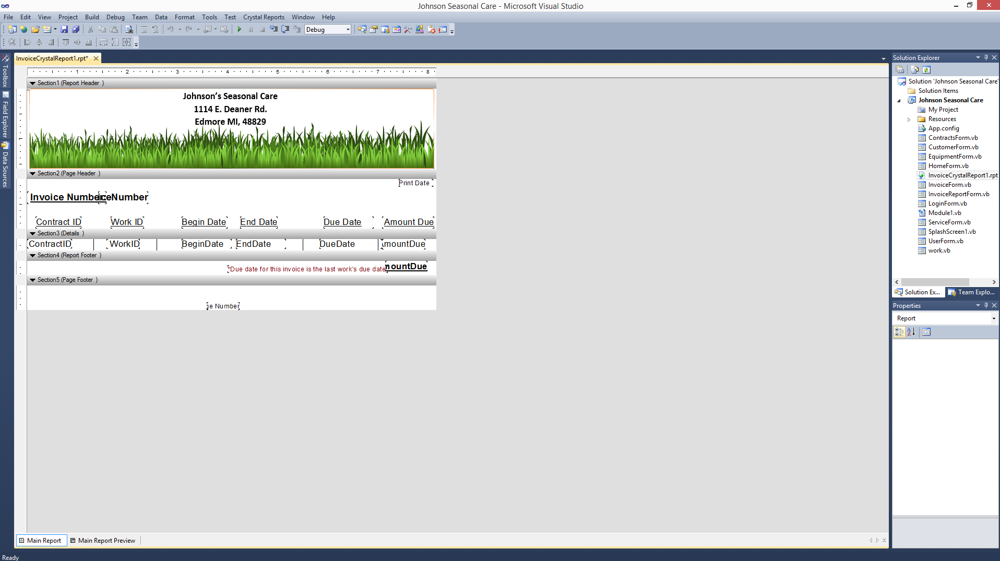 Johnson Seasonal Care - Microsoft Visual Studio
File Edit View Project Build Debug Team Data Format Tools Test Crystal Reports Window Help
Debug
InvoiceCrystalReport1.rpt*
Solution Explorer
Toolbox
Field Explorer
Data Sources
1 2 3 4 5 6 7 8
Section1 (Report Header )
Johnson's Seasonal Care
1114 E. Deaner Rd.
Edmore MI, 48829
Section2 (Page Header )
Print Date
Invoice Number: iceNumber
Contract ID Work ID Begin Date End Date Due Date Amount Due
Section3 (Details )
ContractID WorkID BeginDate EndDate DueDate AmountDue
Section4 (Report Footer )
*Due date for this invoice is the last work's due date. nountDue
Section5 (Page Footer )
ge Number
Main Report Main Report Preview
Ready
Solution 'Johnson Seasonal Care'
Solution Items
Johnson Seasonal Care
My Project
Resources
App.config
ContractsForm.vb
CustomerForm.vb
EquipmentForm.vb
HomeForm.vb
InvoiceCrystalReport1.rpt
InvoiceForm.vb
InvoiceReportForm.vb
LoginForm.vb
Module1.vb
ServiceForm.vb
SplashScreen1.vb
UserForm.vb
work.vb
Solution Ex... Team Explo...
Properties
Report